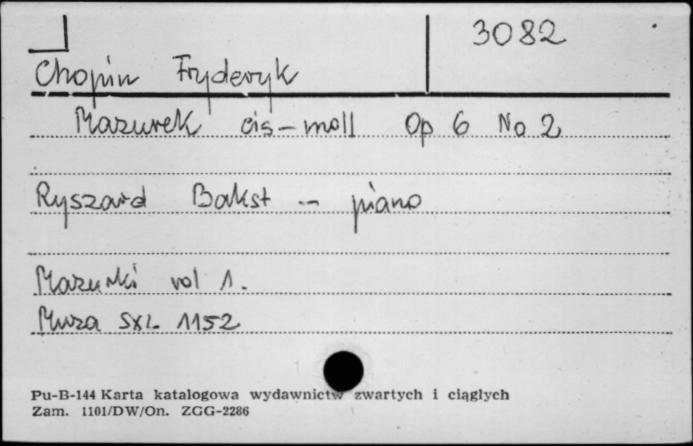 3082
Chopin Fryderyk
Mazurek cis-moll Op 6 No 2
Ryszard Bakst - piano
Mazurki vol 1.
Muza SXL 1152
Pu-B-144 Karta katalogowa wydawnictw zwartych i ciągłych
Zam. 1101/DW/On. ZGG-2286